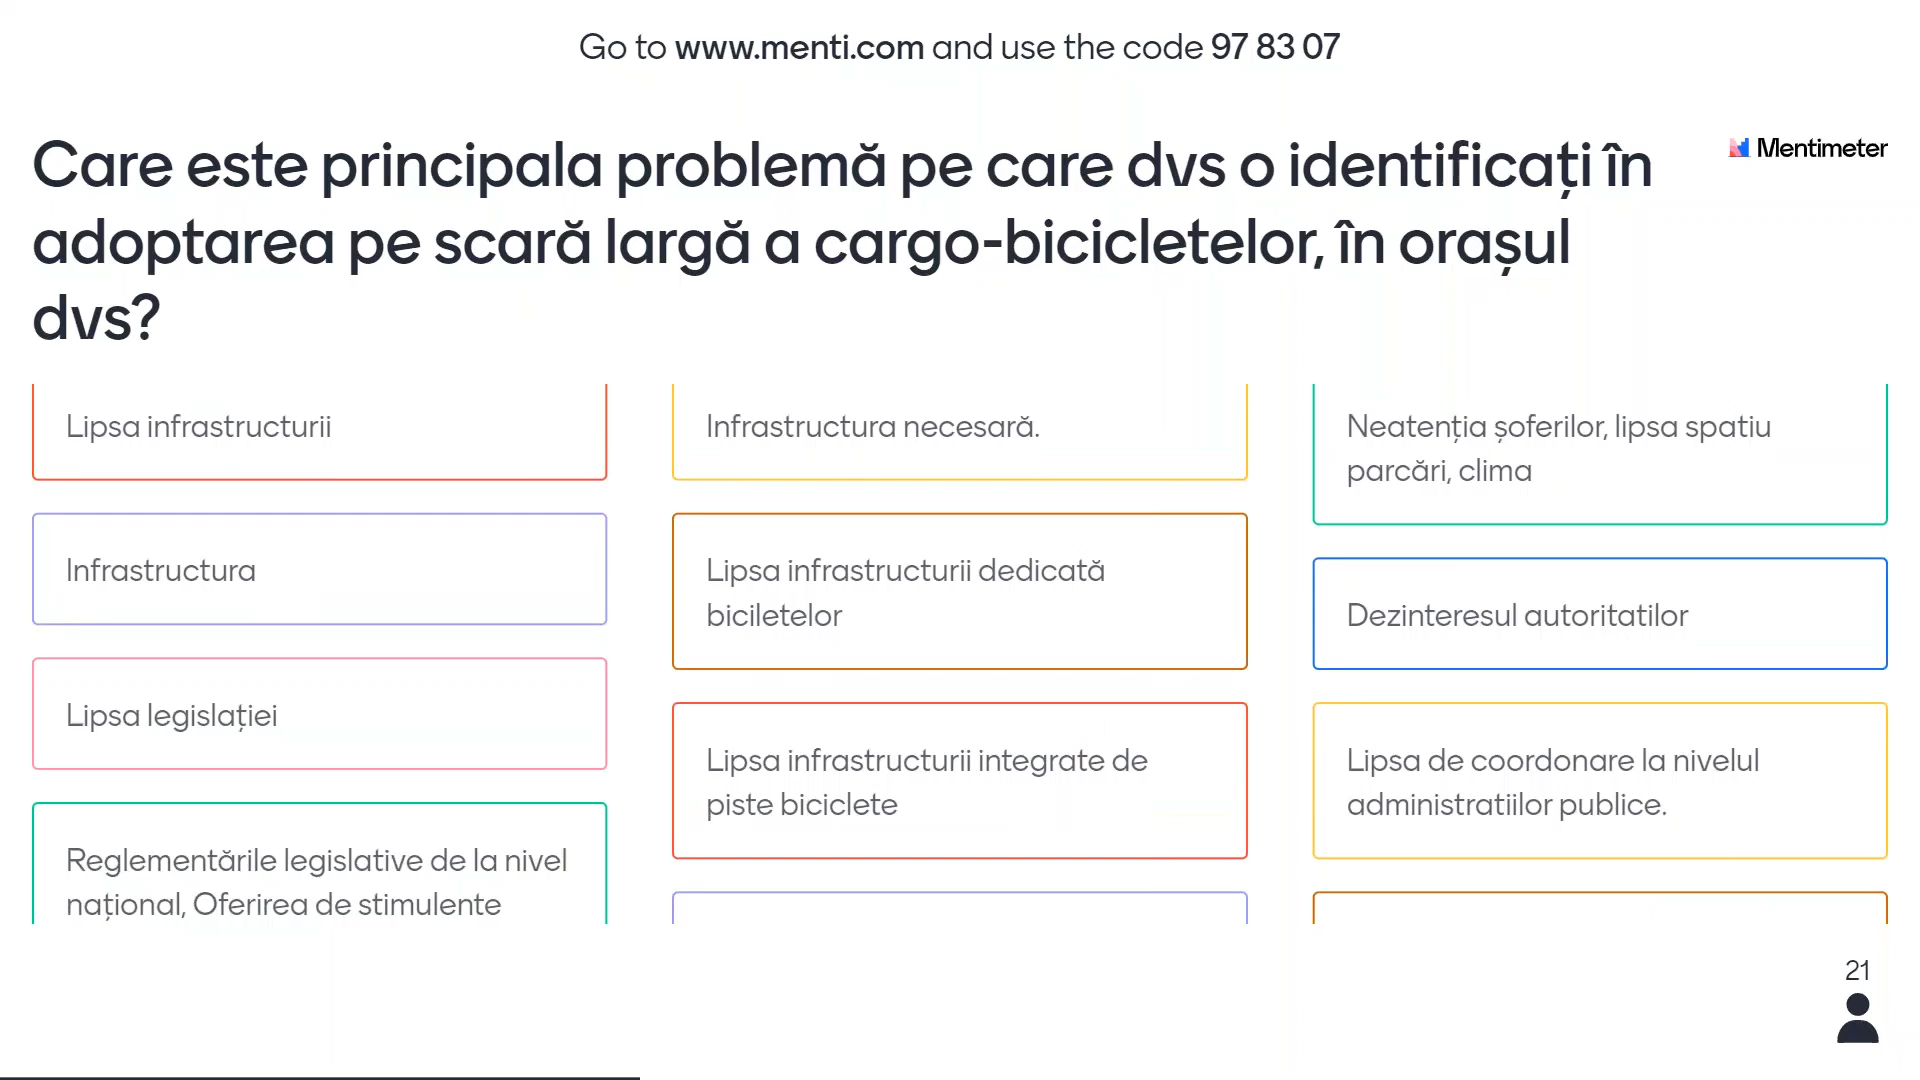 Go to www.menti.com and use the code 97 83 07
Care este principala problemă pe care dvs o identificați în
adoptarea pe scară largă a cargo-bicicletelor, în orașul
dvs?
Mentimeter
Lipsa infrastructurii
Infrastructura
Lipsa legislației
Reglementările legislative de la nivel
național, Oferirea de stimulente
Infrastructura necesară.
Lipsa infrastructurii dedicată
biciletelor
Lipsa infrastructurii integrate de
piste biciclete
Neatenția șoferilor, lipsa spatiu
parcări, clima
Dezinteresul autoritatilor
Lipsa de coordonare la nivelul
administratiilor publice.
21